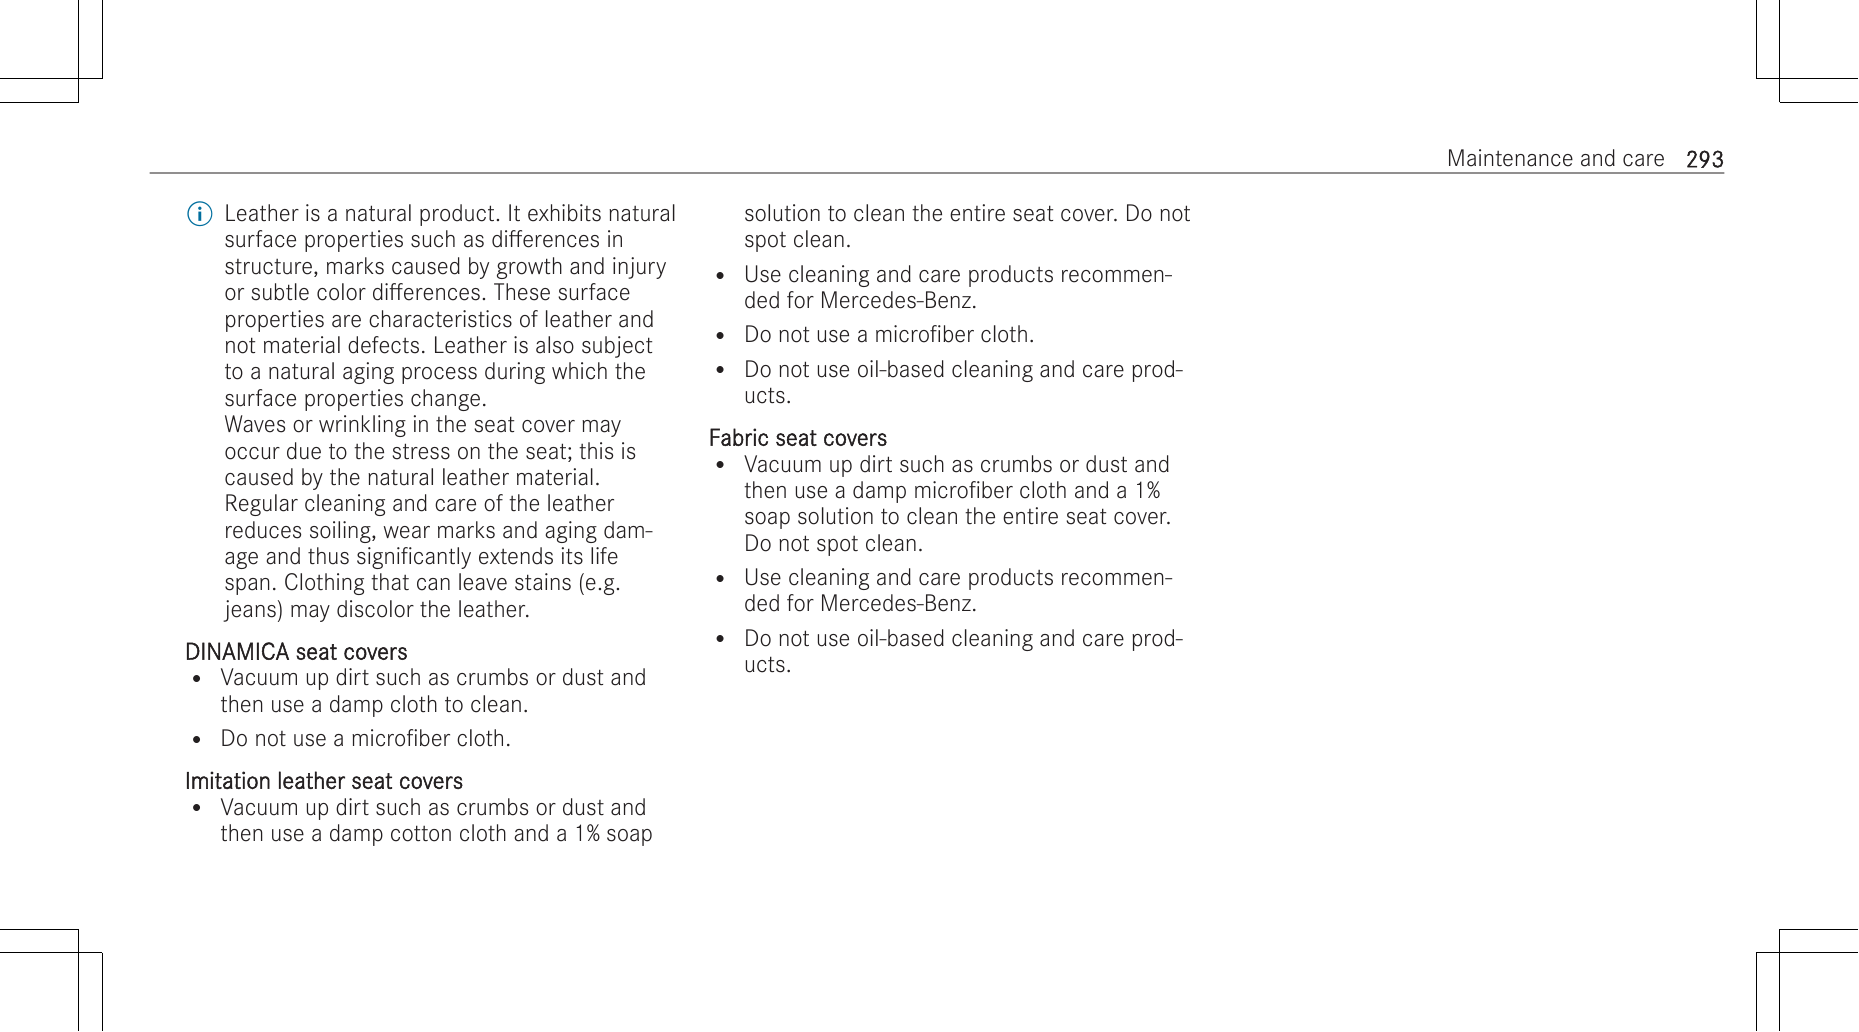 Maintenance and care 293
Leather is a natural product. It exhibits natural
surface properties such as differences in
structure, marks caused by growth and injury
or subtle color differences. These surface
properties are characteristics of leather and
not material defects. Leather is also subject
to a natural aging process during which the
surface properties change.
Waves or wrinkling in the seat cover may
occur due to the stress on the seat; this is
caused by the natural leather material.
Regular cleaning and care of the leather
reduces soiling, wear marks and aging dam-
age and thus significantly extends its life
span. Clothing that can leave stains (e.g.
jeans) may discolor the leather.
DINAMICA seat covers
• Vacuum up dirt such as crumbs or dust and
then use a damp cloth to clean.
• Do not use a microfiber cloth.
Imitation leather seat covers
• Vacuum up dirt such as crumbs or dust and
then use a damp cotton cloth and a 1% soap
solution to clean the entire seat cover. Do not
spot clean.
• Use cleaning and care products recommen-
ded for Mercedes-Benz.
• Do not use a microfiber cloth.
• Do not use oil-based cleaning and care prod-
ucts.
Fabric seat covers
• Vacuum up dirt such as crumbs or dust and
then use a damp microfiber cloth and a 1%
soap solution to clean the entire seat cover.
Do not spot clean.
• Use cleaning and care products recommen-
ded for Mercedes-Benz.
• Do not use oil-based cleaning and care prod-
ucts.